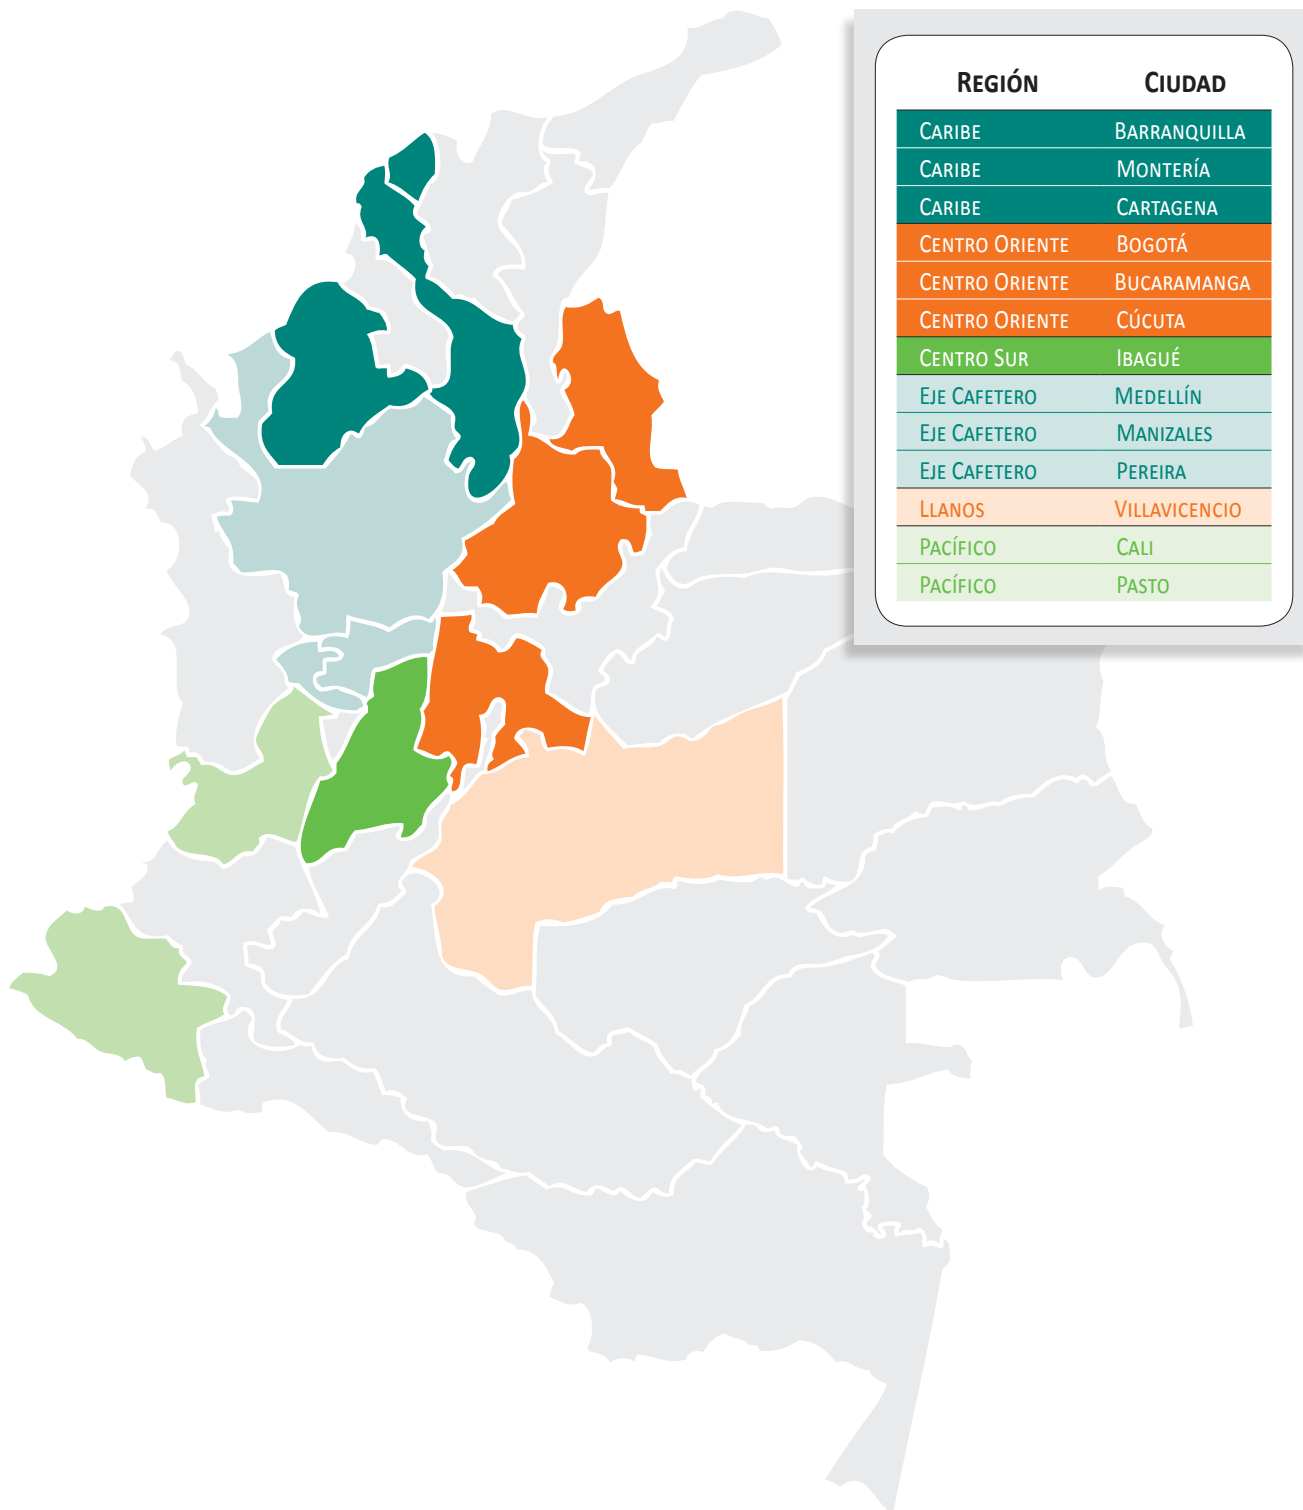 Región Ciudad
Caribe Barranquilla
Caribe Montería
Caribe Cartagena
Centro Oriente Bogotá
Centro Oriente Bucaramanga
Centro Oriente Cúcuta
Centro Sur Ibagué
Eje Cafetero Medellín
Eje Cafetero Manizales
Eje Cafetero Pereira
Llanos Villavicencio
Pacífico Cali
Pacífico Pasto